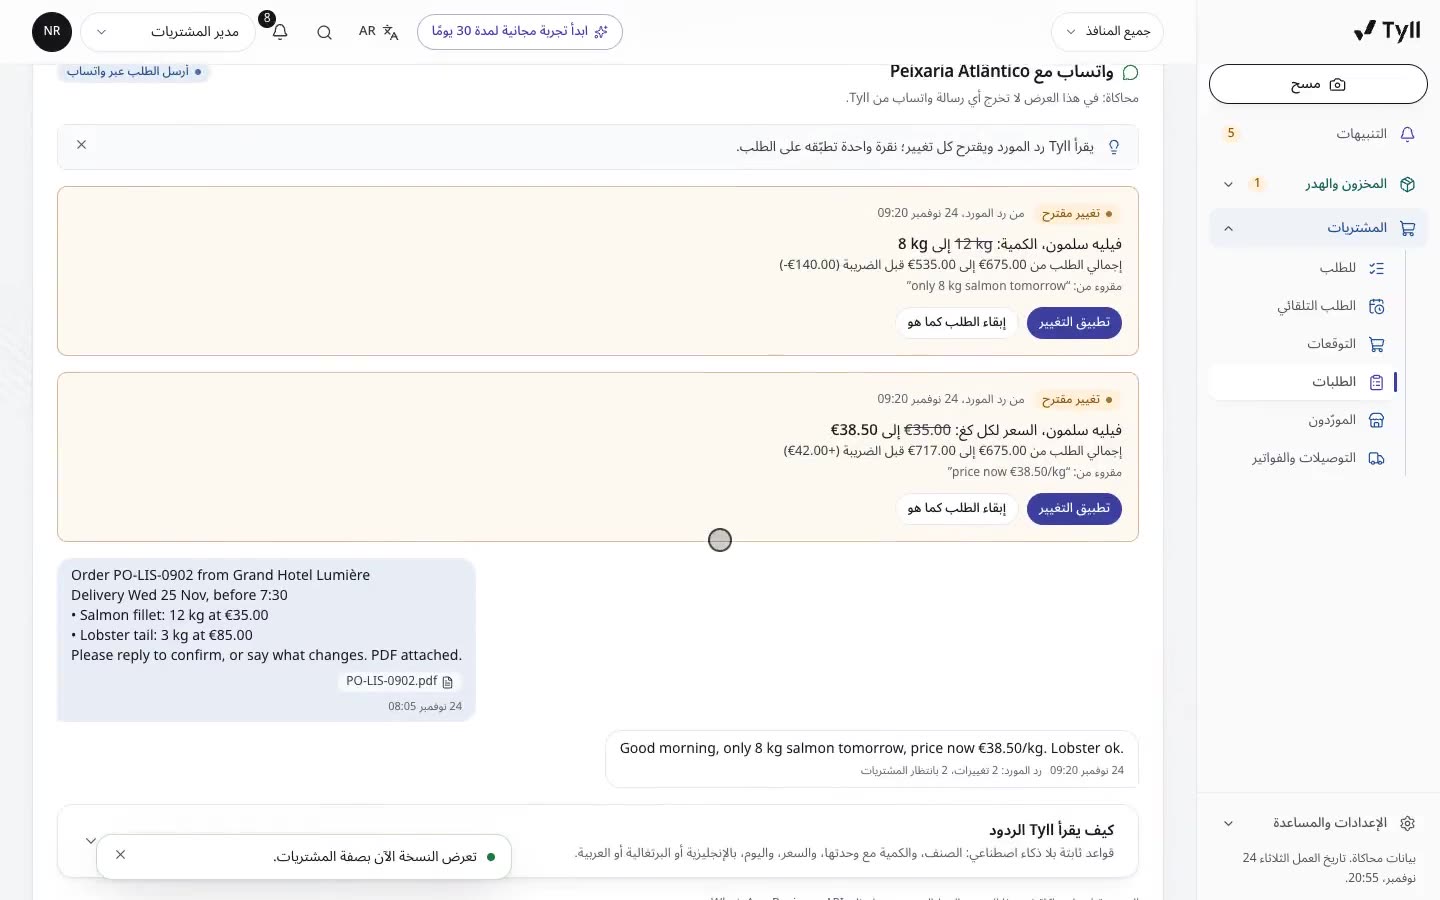 Tyll
مسح
التنبيهات
5
المخزون والهدر
1
المشتريات
للطلب
الطلب التلقائي
التوقعات
الطلبات
المورّدون
التوصيلات والفواتير
الإعدادات والمساعدة
بيانات محاكاة. تاريخ العمل الثلاثاء 24
نوفمبر، 20:55.
جميع المنافذ
ابدأ تجربة مجانية لمدة 30 يومًا
AR
8
مدير المشتريات
NR
واتساب مع Peixaria Atlântico
أرسل الطلب عبر واتساب
محاكاة: في هذا العرض لا تخرج أي رسالة واتساب من Tyll.
يقرأ Tyll رد المورد ويقترح كل تغيير؛ نقرة واحدة تطبّقه على الطلب.
تغيير مقترح
من رد المورد، 24 نوفمبر 09:20
فيليه سلمون، الكمية: 12 kg إلى 8 kg
إجمالي الطلب من €675.00 إلى €535.00 قبل الضريبة (-€140.00)
مقروء من: "only 8 kg salmon tomorrow"
تطبيق التغيير
إبقاء الطلب كما هو
تغيير مقترح
من رد المورد، 24 نوفمبر 09:20
فيليه سلمون، السعر لكل كغ: €35.00 إلى €38.50
إجمالي الطلب من €675.00 إلى €717.00 قبل الضريبة (+€42.00)
مقروء من: "price now €38.50/kg"
تطبيق التغيير
إبقاء الطلب كما هو
Order PO-LIS-0902 from Grand Hotel Lumière
Delivery Wed 25 Nov, before 7:30
• Salmon fillet: 12 kg at €35.00
• Lobster tail: 3 kg at €85.00
Please reply to confirm, or say what changes. PDF attached.
PO-LIS-0902.pdf
24 نوفمبر 08:05
Good morning, only 8 kg salmon tomorrow, price now €38.50/kg. Lobster ok.
24 نوفمبر 09:20 رد المورد: 2 تغييرات، 2 بانتظار المشتريات
كيف يقرأ Tyll الردود
قواعد ثابتة بلا ذكاء اصطناعي: الصنف، والكمية مع وحدتها، والسعر، واليوم، بالإنجليزية أو البرتغالية أو العربية.
تعرض النسخة الآن بصفة المشتريات.